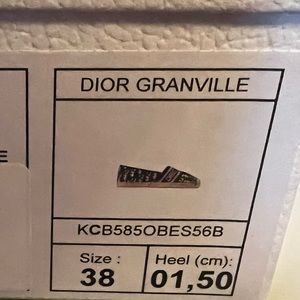 DIOR GRANVILLE
E
KCB585OBES56B
Size : Heel (cm):
38 01,50